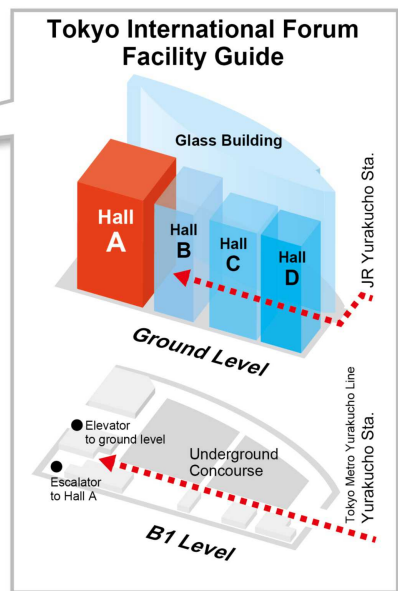 Tokyo International Forum
Facility Guide
Glass Building
Hall
A
Hall
B
Hall
C
Hall
D
JR Yurakucho Sta.
Ground Level
Elevator
to ground level
Underground
Concourse
Escalator
to Hall A
Tokyo Metro Yurakucho Line
Yurakucho Sta.
B1 Level